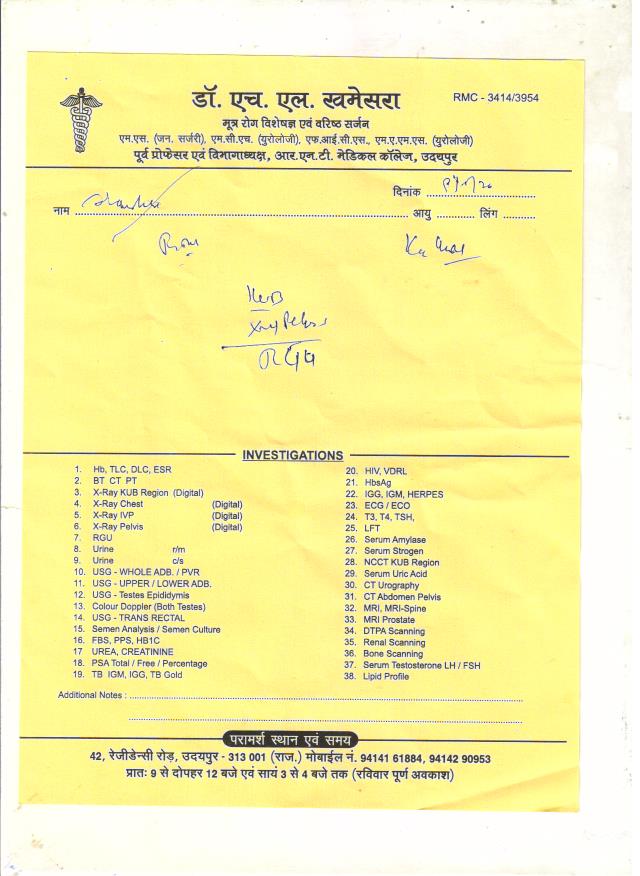 डॉ. एच. एल. खमेसरा
RMC - 3414/3954
मूत्र रोग विशेषज्ञ एवं वरिष्ठ सर्जन
एम.एस. (जन. सर्जरी), एम.सी.एच. (यूरोलोजी), एफ.आई.सी.एस., एम.ए.एम.एस. (यूरोलोजी)
पूर्व प्रोफेसर एवं विभागाध्यक्ष, आर.एन.टी. मेडिकल कॉलेज, उदयपुर
दिनांक
नाम आयु लिंग
X-ray Pelvis
RGU
INVESTIGATIONS
1. Hb, TLC, DLC, ESR
2. BT CT PT
3. X-Ray KUB Region (Digital)
4. X-Ray Chest (Digital)
5. X-Ray IVP (Digital)
6. X-Ray Pelvis (Digital)
7. RGU
8. Urine r/m
9. Urine c/s
10. USG - WHOLE ADB. / PVR
11. USG - UPPER / LOWER ADB.
12. USG - Testes Epididymis
13. Colour Doppler (Both Testes)
14. USG - TRANS RECTAL
15. Semen Analysis / Semen Culture
16. FBS, PPS, HB1C
17 UREA, CREATININE
18. PSA Total / Free / Percentage
19. TB IGM, IGG, TB Gold
20. HIV, VDRL
21. HbsAg
22. IGG, IGM, HERPES
23. ECG / ECO
24. T3, T4, TSH,
25. LFT
26. Serum Amylase
27. Serum Strogen
28. NCCT KUB Region
29. Serum Uric Acid
30. CT Urography
31. CT Abdomen Pelvis
32. MRI, MRI-Spine
33. MRI Prostate
34. DTPA Scanning
35. Renal Scanning
36. Bone Scanning
37. Serum Testosterone LH / FSH
38. Lipid Profile
Additional Notes :
परामर्श स्थान एवं समय
42, रेजीडेन्सी रोड़, उदयपुर - 313 001 (राज.) मोबाईल नं. 94141 61884, 94142 90953
प्रातः 9 से दोपहर 12 बजे एवं सायं 3 से 4 बजे तक (रविवार पूर्ण अवकाश)